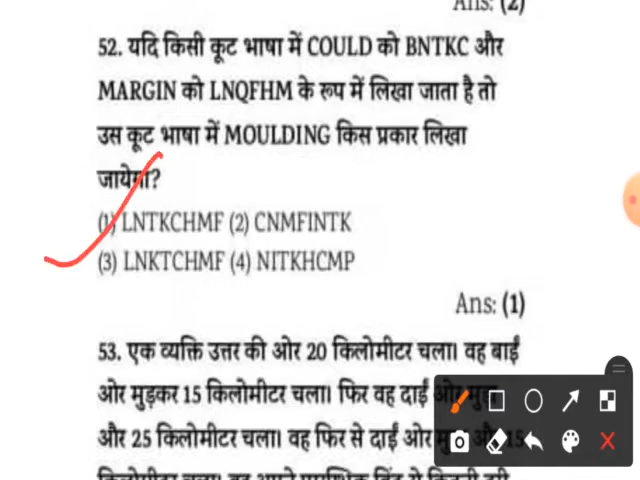 Ans: (2)
52. यदि किसी कूट भाषा में COULD को BNTKC और
MARGIN को LNQFHM के रूप में लिखा जाता है तो
उस कूट भाषा में MOULDING किस प्रकार लिखा
जायेगा?
(1) LNTKCHMF (2) CNMFINTK
(3) LNKTCHMF (4) NITKHCMP
Ans: (1)
53. एक व्यक्ति उत्तर की ओर 20 किलोमीटर चला। वह बाईं
ओर मुड़कर 15 किलोमीटर चला। फिर वह दाईं ओर मुड़ा
और 25 किलोमीटर चला। वह फिर से दाईं ओर 15